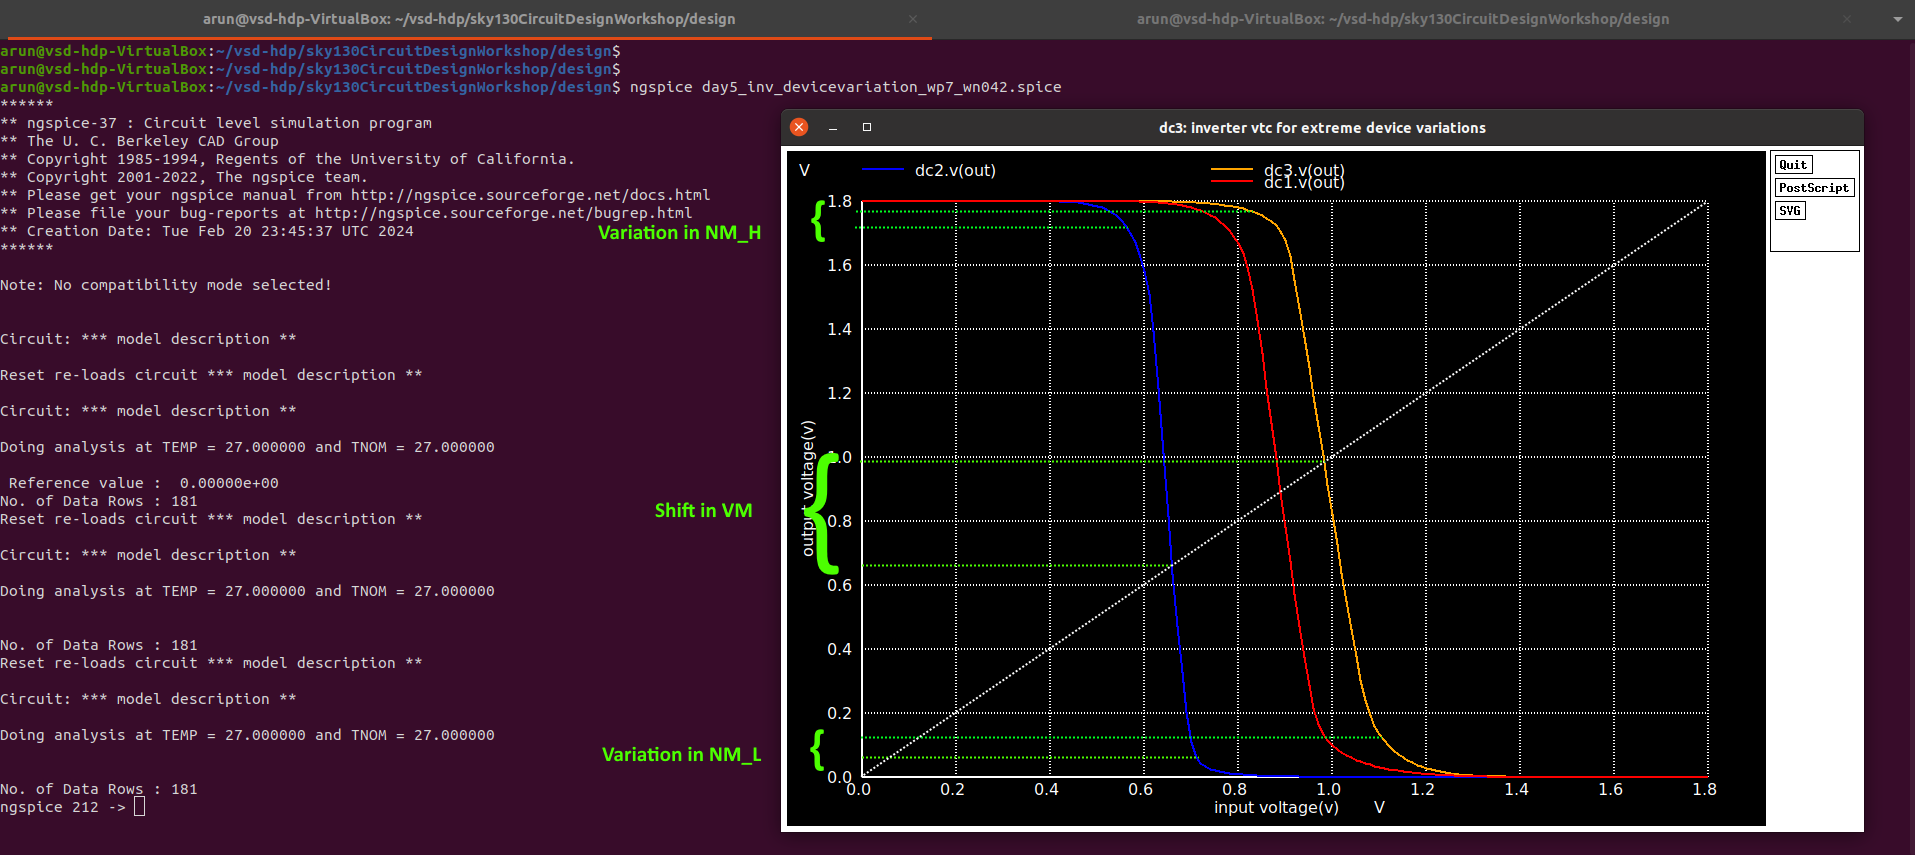 arun@vsd-hdp-VirtualBox: ~/vsd-hdp/sky130CircuitDesignWorkshop/design
arun@vsd-hdp-VirtualBox: ~/vsd-hdp/sky130CircuitDesignWorkshop/design
arun@vsd-hdp-VirtualBox:~/vsd-hdp/sky130CircuitDesignWorkshop/design$
arun@vsd-hdp-VirtualBox:~/vsd-hdp/sky130CircuitDesignWorkshop/design$
arun@vsd-hdp-VirtualBox:~/vsd-hdp/sky130CircuitDesignWorkshop/design$ ngspice day5_inv_devicevariation_wp7_wn042.spice
******
** ngspice-37 : Circuit level simulation program
** The U. C. Berkeley CAD Group
** Copyright 1985-1994, Regents of the University of California.
** Copyright 2001-2022, The ngspice team.
** Please get your ngspice manual from http://ngspice.sourceforge.net/docs.html
** Please file your bug-reports at http://ngspice.sourceforge.net/bugrep.html
** Creation Date: Tue Feb 20 23:45:37 UTC 2024
******
Note: No compatibility mode selected!
Circuit: *** model description **
Reset re-loads circuit *** model description **
Circuit: *** model description **
Doing analysis at TEMP = 27.000000 and TNOM = 27.000000
Reference value :  0.00000e+00
No. of Data Rows : 181
Reset re-loads circuit *** model description **
Circuit: *** model description **
Doing analysis at TEMP = 27.000000 and TNOM = 27.000000
No. of Data Rows : 181
Reset re-loads circuit *** model description **
Circuit: *** model description **
Doing analysis at TEMP = 27.000000 and TNOM = 27.000000
No. of Data Rows : 181
ngspice 212 ->
Variation in NM_H
Shift in VM
Variation in NM_L
dc3: inverter vtc for extreme device variations
Quit
PostScript
SVG
V
dc2.v(out)
dc3.v(out)
dc1.v(out)
1.8
1.6
1.4
1.2
1.0
0.8
0.6
0.4
0.2
0.0
output voltage(v)
0.0 0.2 0.4 0.6 0.8 1.0 1.2 1.4 1.6 1.8
input voltage(v) V